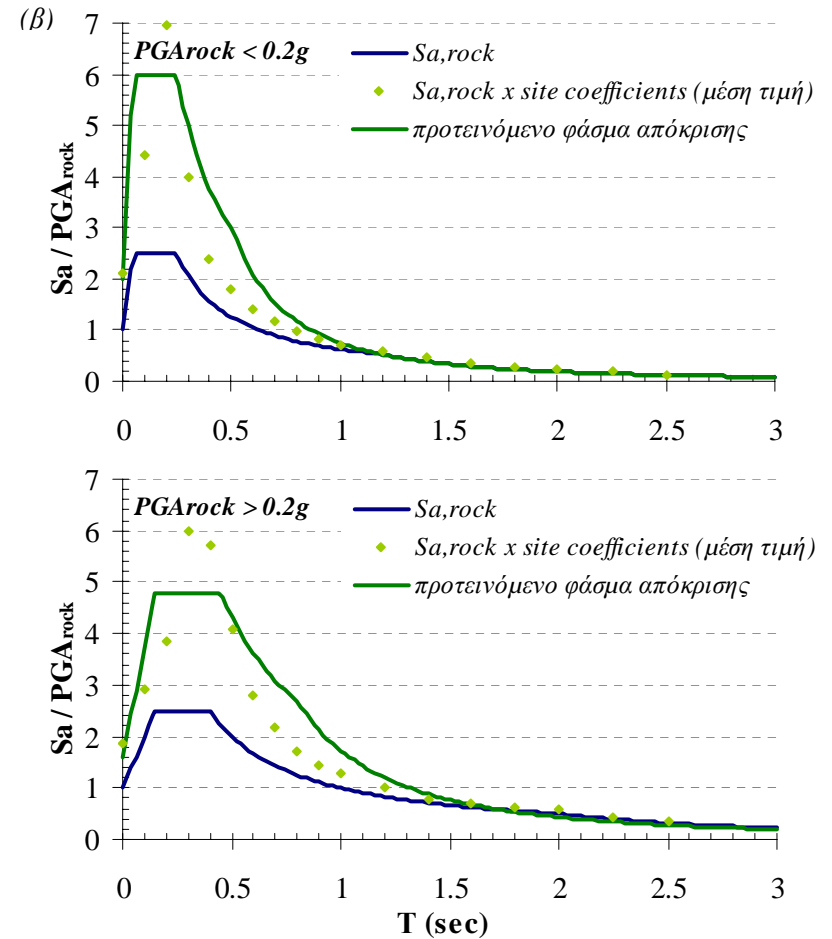 (β)
7
6
5
4
3
2
1
0
Sa / PGArock
PGArock < 0.2g
Sa,rock
Sa,rock x site coefficients (μέση τιμή)
προτεινόμενο φάσμα απόκρισης
0 0.5 1 1.5 2 2.5 3
7
6
5
4
3
2
1
0
Sa / PGArock
PGArock > 0.2g
Sa,rock
Sa,rock x site coefficients (μέση τιμή)
προτεινόμενο φάσμα απόκρισης
0 0.5 1 1.5 2 2.5 3
T (sec)